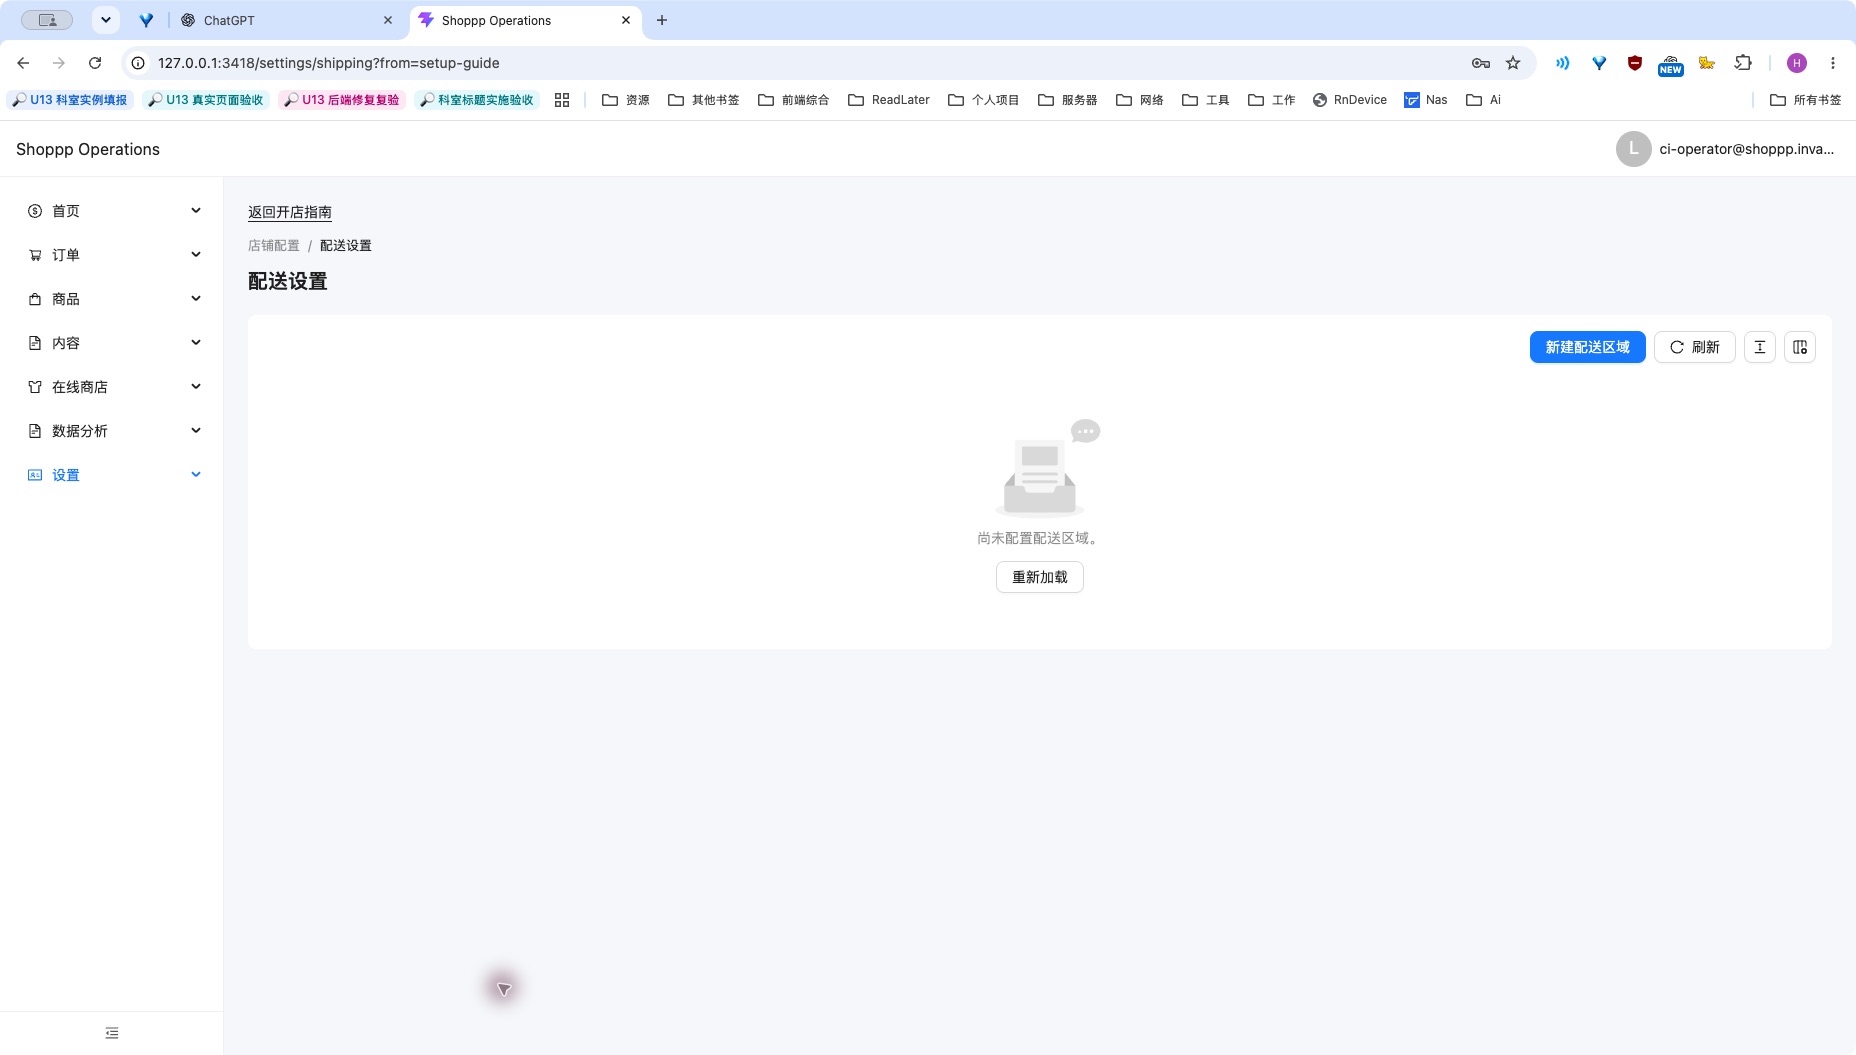 ChatGPT
Shoppp Operations
127.0.0.1:3418/settings/shipping?from=setup-guide
NEW
H
U13 科室实例填报
U13 真实页面验收
U13 后端修复复验
科室标题实施验收
资源
其他书签
前端综合
ReadLater
个人项目
服务器
网络
工具
工作
RnDevice
Nas
Ai
所有书签
Shoppp Operations
L
ci-operator@shoppp.inva...
首页
订单
商品
内容
在线商店
数据分析
设置
返回开店指南
店铺配置 / 配送设置
配送设置
新建配送区域
刷新
尚未配置配送区域。
重新加载